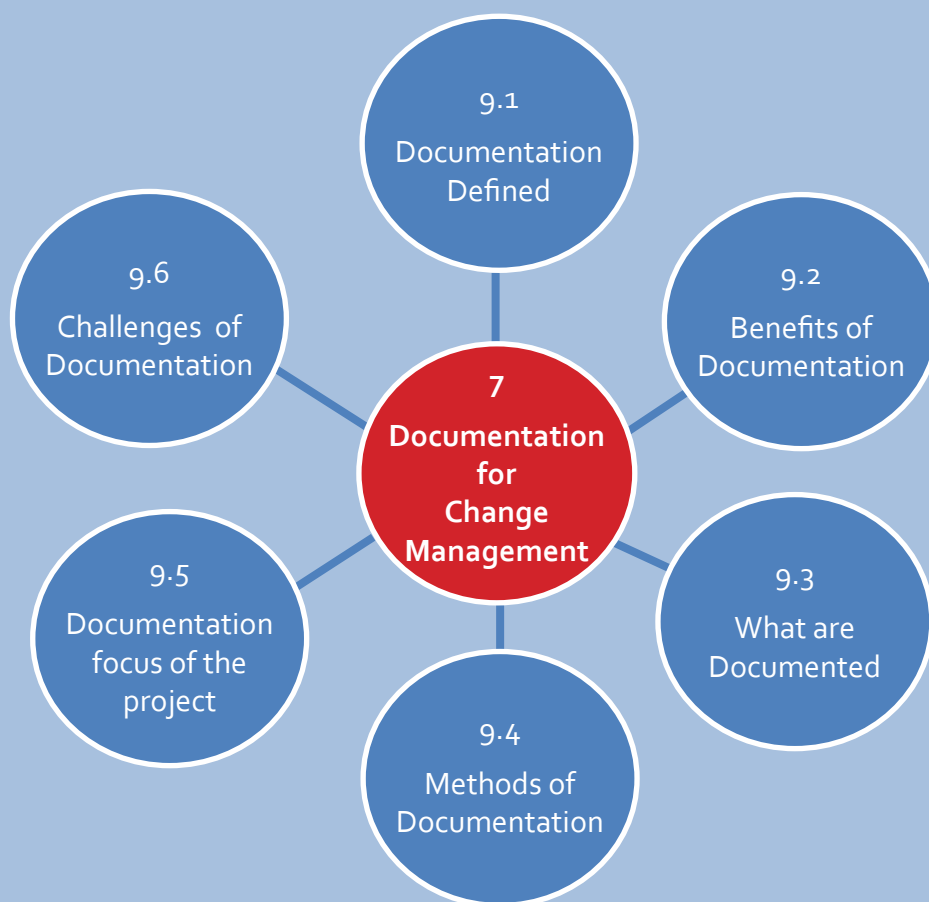 9.1
Documentation
Defined
9.2
Benefits of
Documentation
9.3
What are
Documented
9.4
Methods of
Documentation
9.5
Documentation
focus of the
project
9.6
Challenges of
Documentation
7
Documentation
for
Change
Management